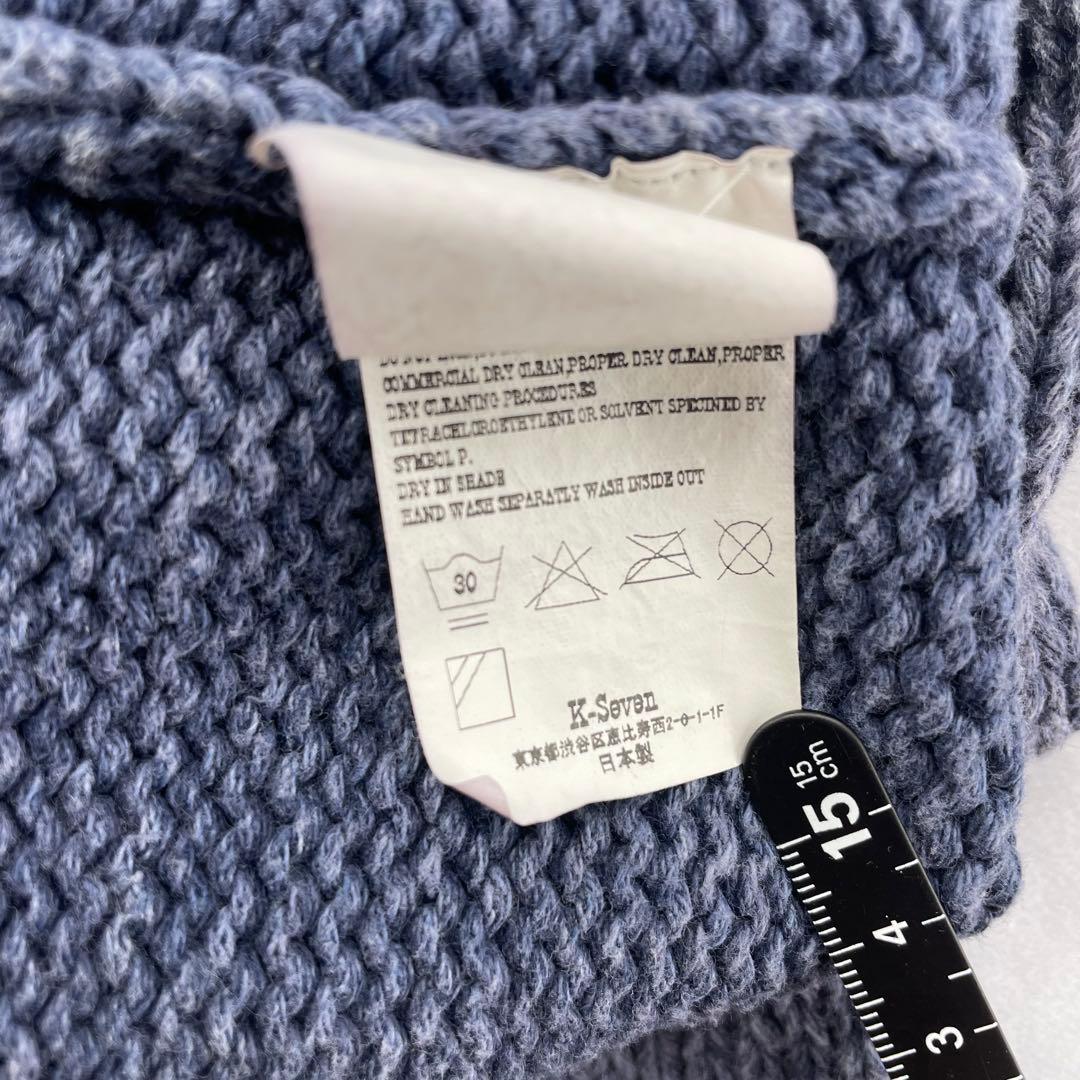 COMMERCIAL DRY CLEAN,PROPER DRY CLEAN,PROPER
DRY CLEANING PROCEDURES
TETRACHLOROETHYLENE OR SOLVENT SPECINED BY
SYMBOL P.
DRY IN SHADE
HAND WASH SEPARATLY WASH INSIDE OUT
30
K-Seven
東京都渋谷区恵比寿西2-0-1-1F
日本製
15
cm
15
4
3